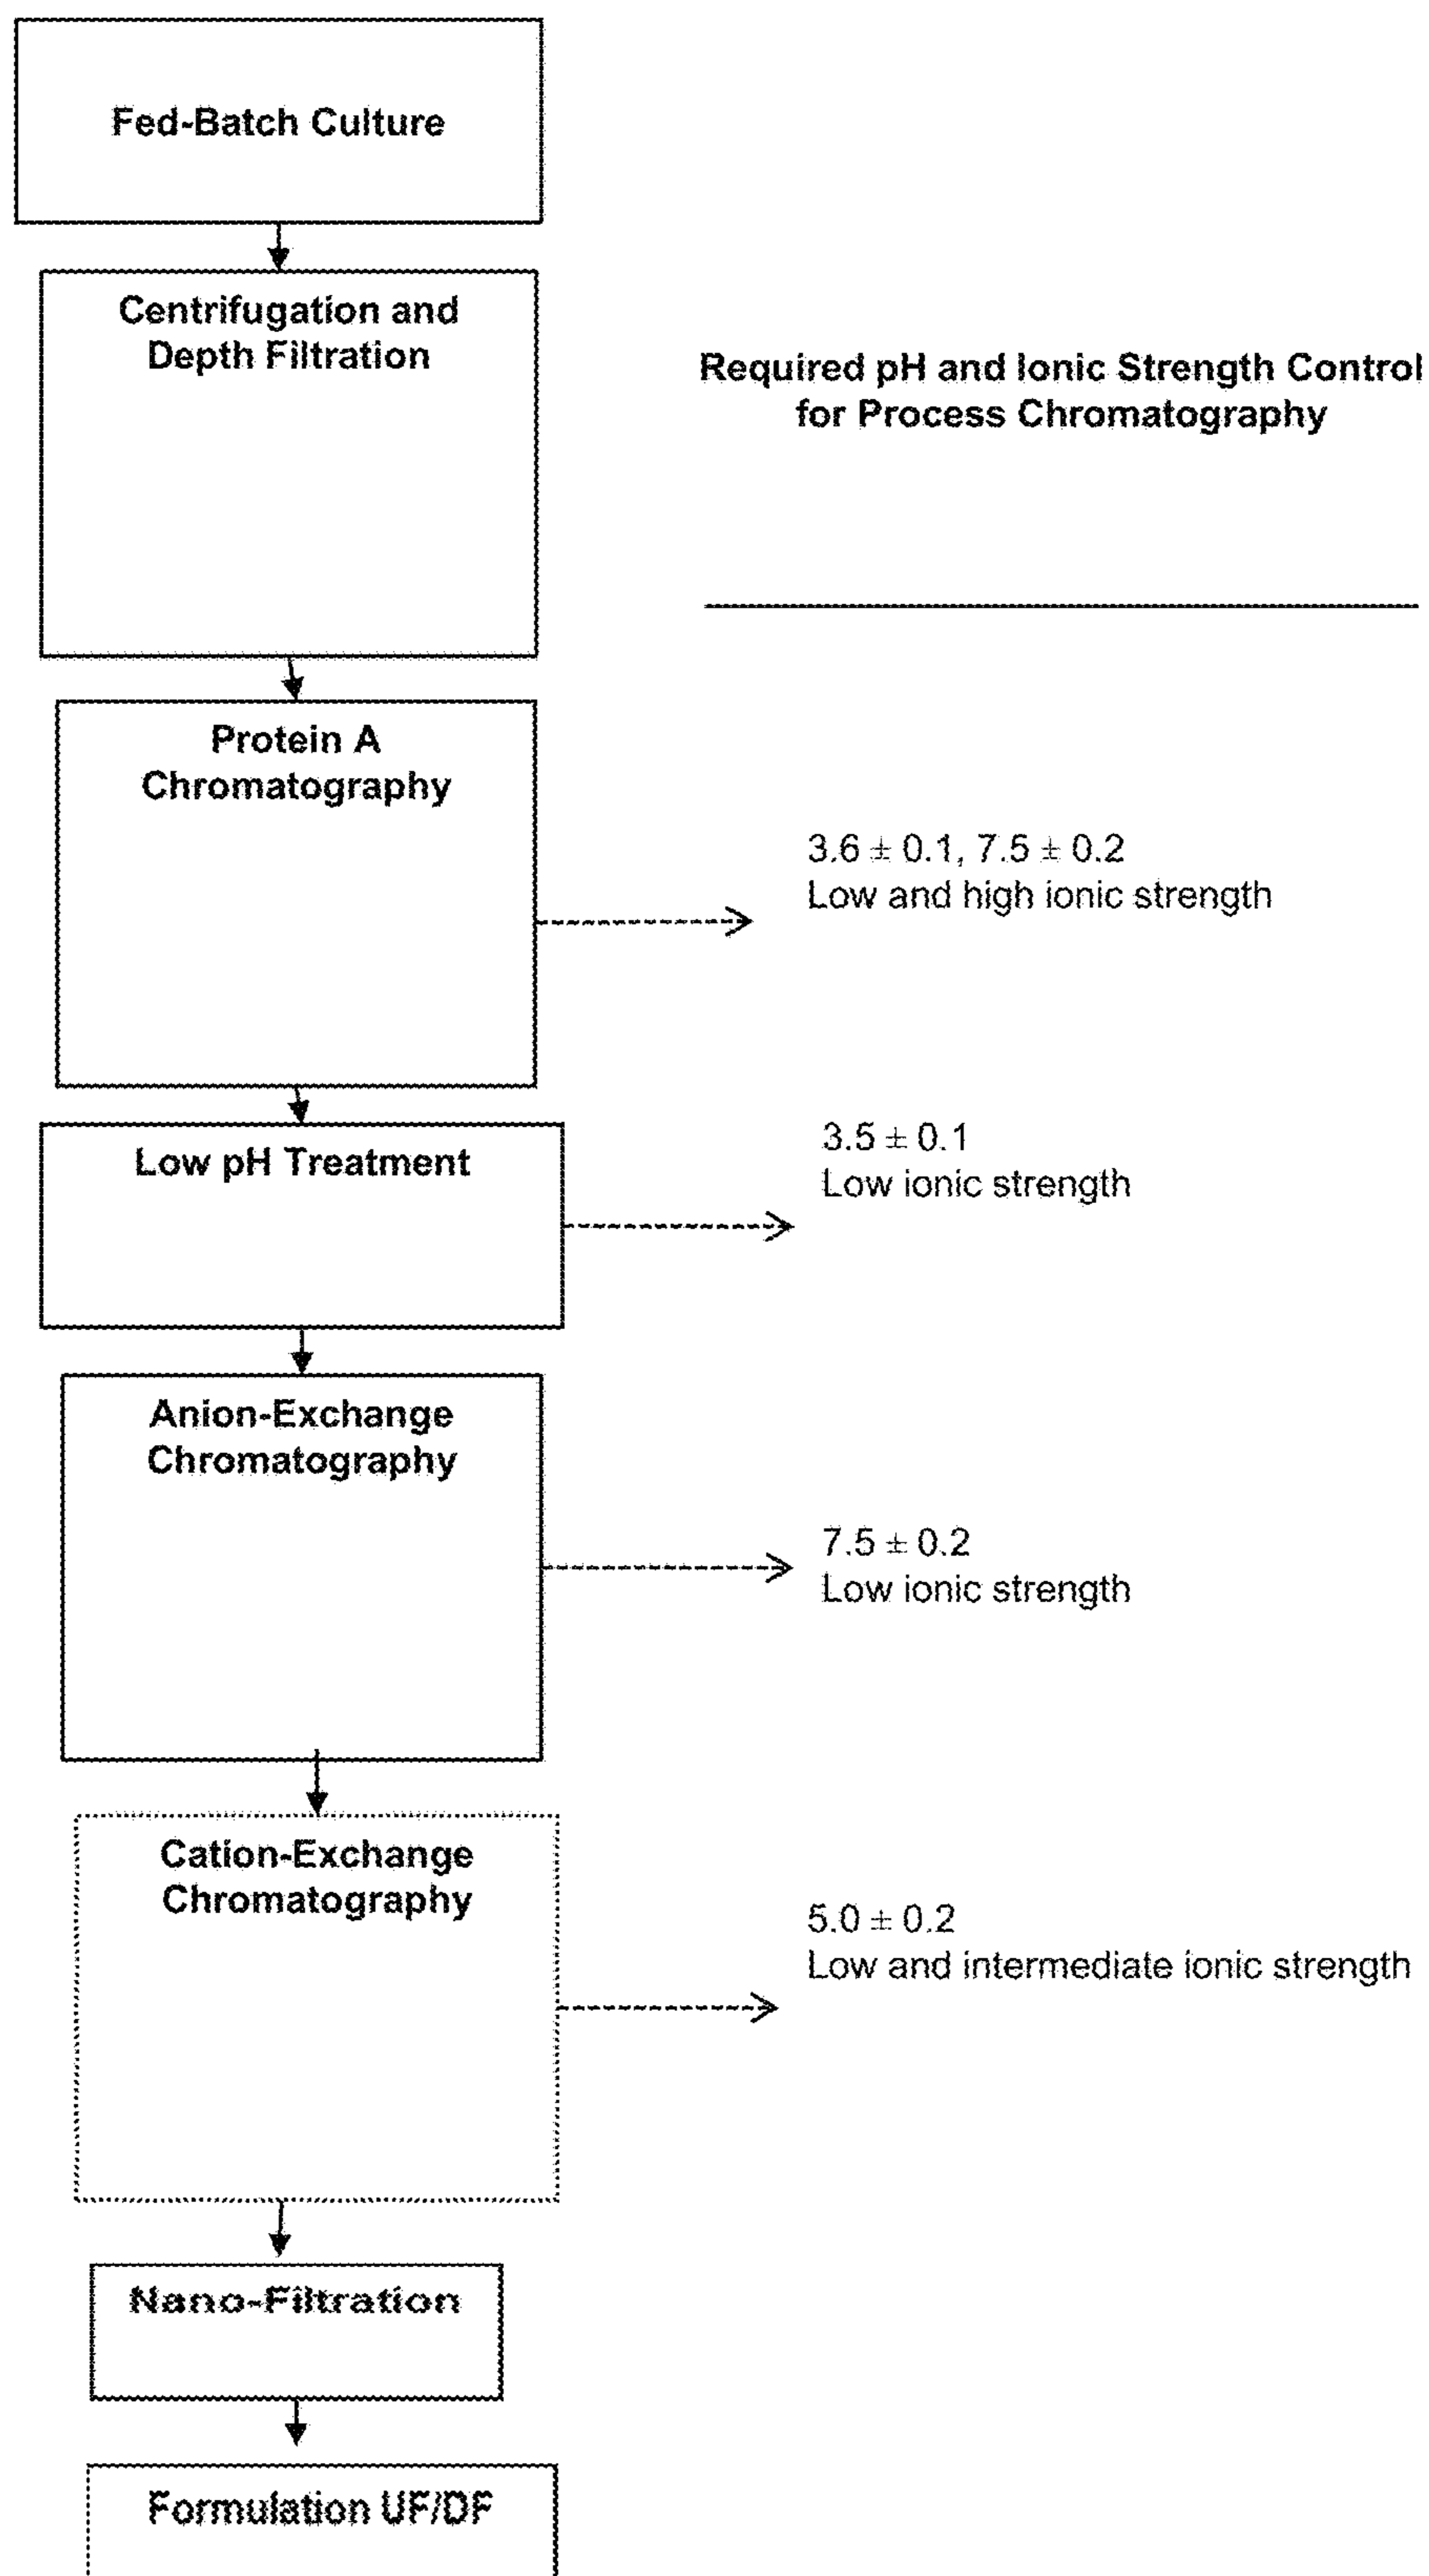 Fed-Batch Culture
Centrifugation and
Depth Filtration
Required pH and Ionic Strength Control
for Process Chromatography
Protein A
Chromatography
3.6 ± 0.1, 7.5 ± 0.2
Low and high ionic strength
Low pH Treatment
3.5 ± 0.1
Low ionic strength
Anion-Exchange
Chromatography
7.5 ± 0.2
Low ionic strength
Cation-Exchange
Chromatography
5.0 ± 0.2
Low and intermediate ionic strength
Nano-Filtration
Formulation UF/DF